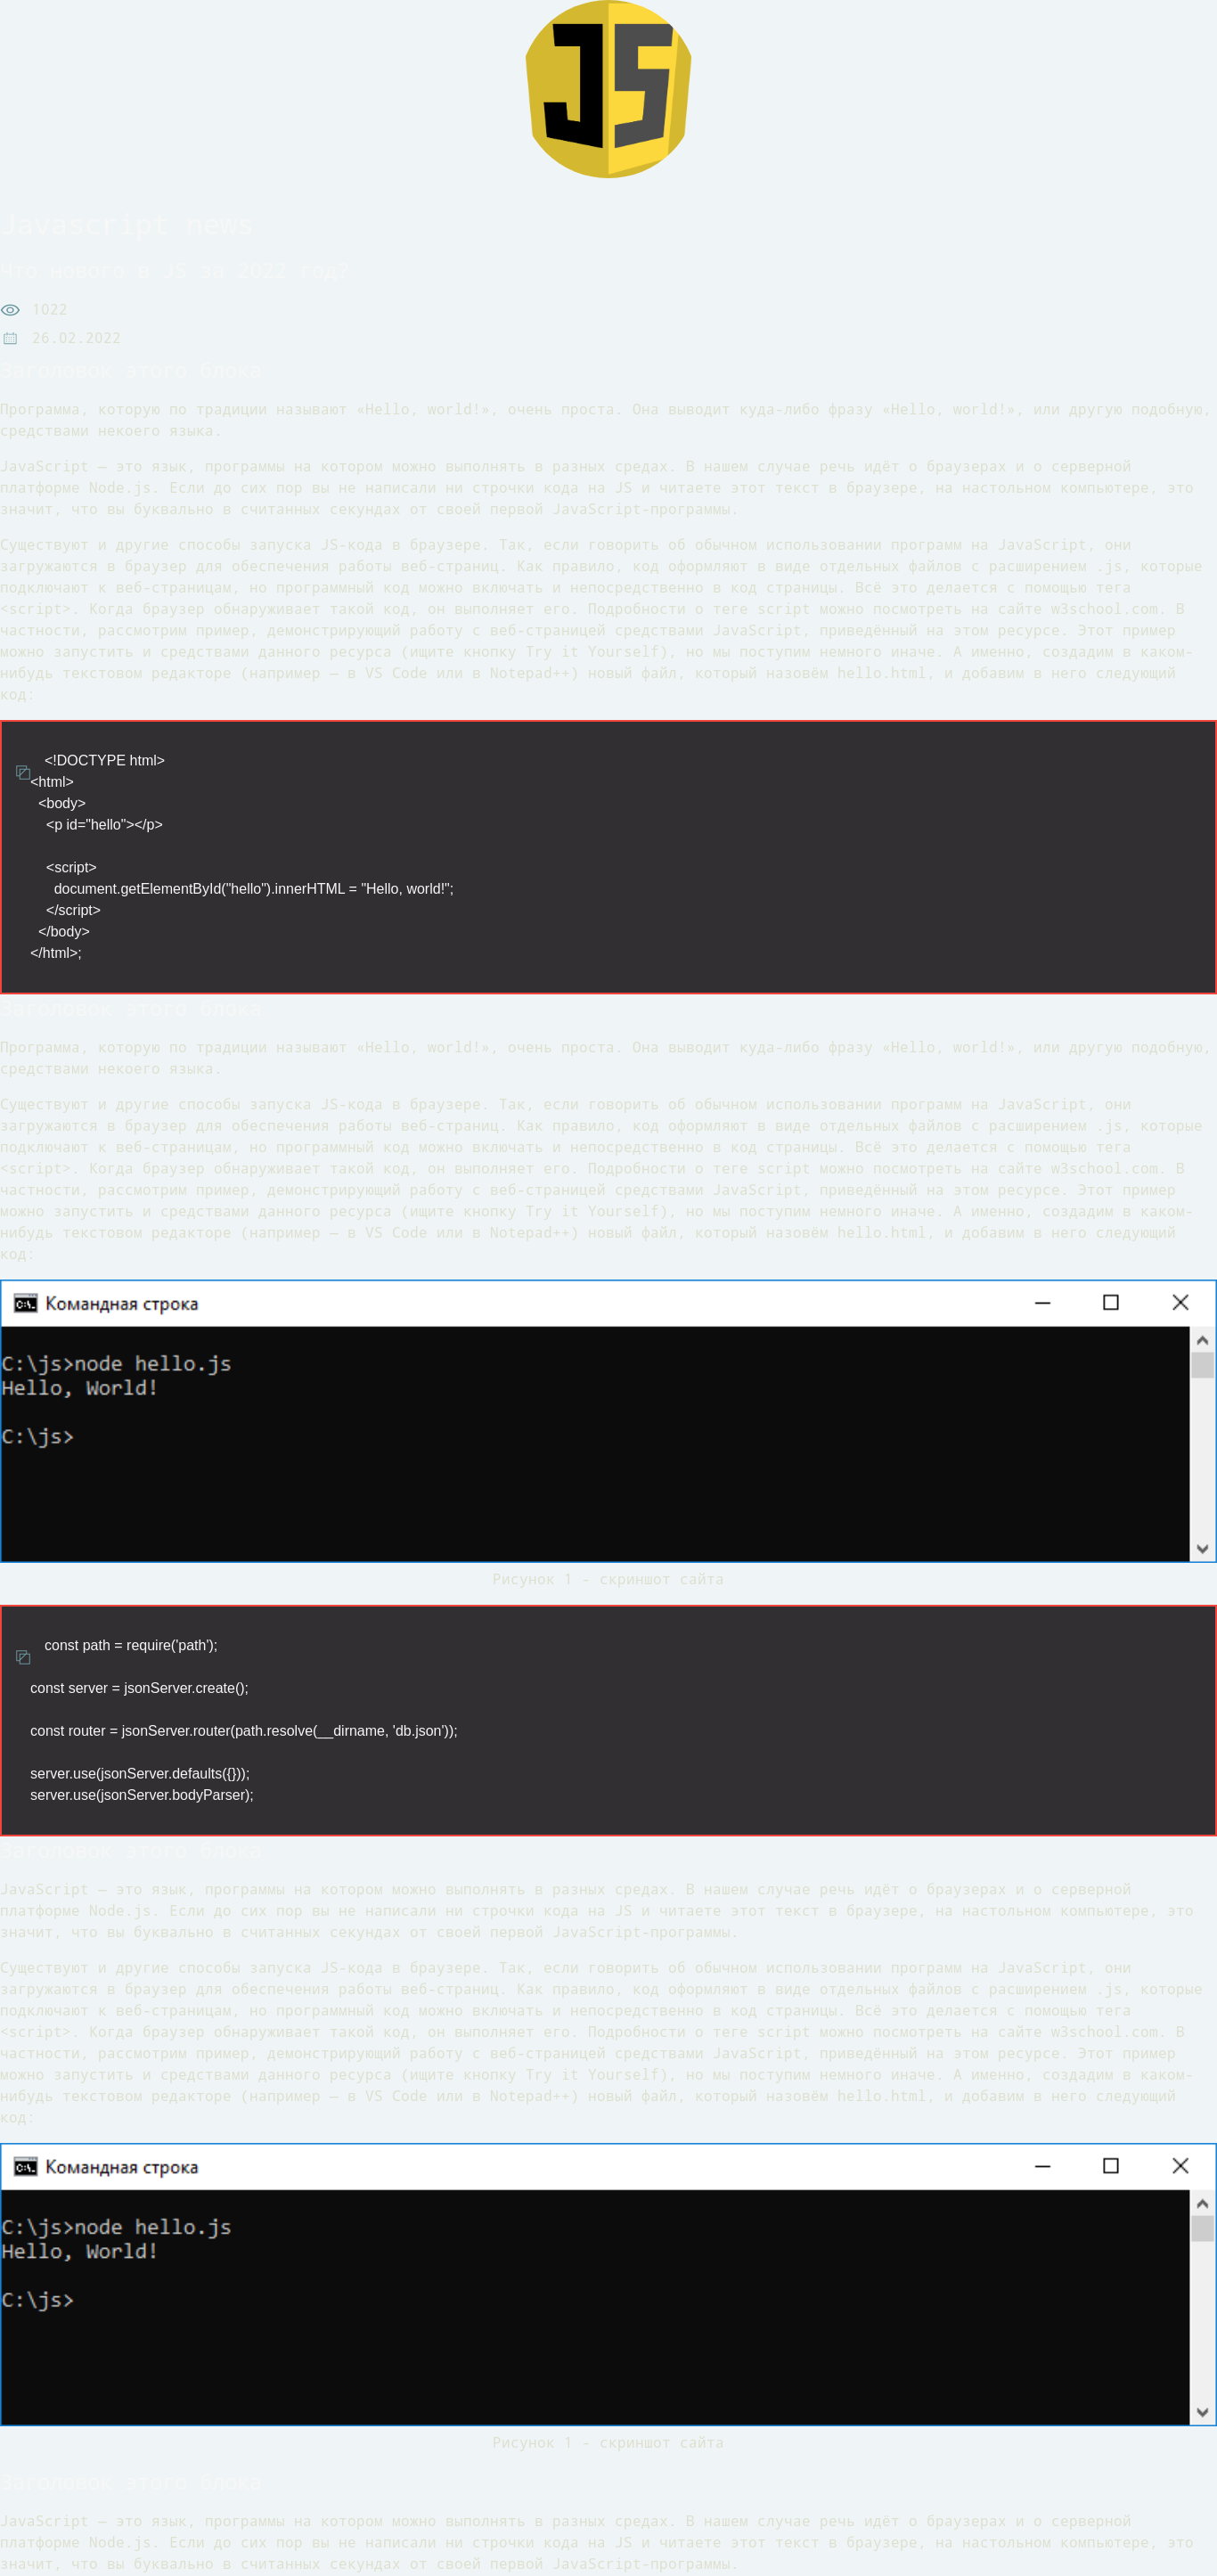 JS
Javascript news
Что нового в JS за 2022 год?
1022
26.02.2022
Заголовок этого блока
Программа, которую по традиции называют «Hello, world!», очень проста. Она выводит куда-либо фразу «Hello, world!», или другую подобную,
средствами некоего языка.
JavaScript — это язык, программы на котором можно выполнять в разных средах. В нашем случае речь идёт о браузерах и о серверной
платформе Node.js. Если до сих пор вы не написали ни строчки кода на JS и читаете этот текст в браузере, на настольном компьютере, это
значит, что вы буквально в считанных секундах от своей первой JavaScript-программы.
Существуют и другие способы запуска JS-кода в браузере. Так, если говорить об обычном использовании программ на JavaScript, они
загружаются в браузер для обеспечения работы веб-страниц. Как правило, код оформляют в виде отдельных файлов с расширением .js, которые
подключают к веб-страницам, но программный код можно включать и непосредственно в код страницы. Всё это делается с помощью тега
<script>. Когда браузер обнаруживает такой код, он выполняет его. Подробности о теге script можно посмотреть на сайте w3school.com. В
частности, рассмотрим пример, демонстрирующий работу с веб-страницей средствами JavaScript, приведённый на этом ресурсе. Этот пример
можно запустить и средствами данного ресурса (ищите кнопку Try it Yourself), но мы поступим немного иначе. А именно, создадим в каком-
нибудь текстовом редакторе (например — в VS Code или в Notepad++) новый файл, который назовём hello.html, и добавим в него следующий
код:
<!DOCTYPE html>
<html>
<body>
<p id="hello"></p>
<script>
document.getElementById("hello").innerHTML = "Hello, world!";
</script>
</body>
</html>;
Заголовок этого блока
Программа, которую по традиции называют «Hello, world!», очень проста. Она выводит куда-либо фразу «Hello, world!», или другую подобную,
средствами некоего языка.
Существуют и другие способы запуска JS-кода в браузере. Так, если говорить об обычном использовании программ на JavaScript, они
загружаются в браузер для обеспечения работы веб-страниц. Как правило, код оформляют в виде отдельных файлов с расширением .js, которые
подключают к веб-страницам, но программный код можно включать и непосредственно в код страницы. Всё это делается с помощью тега
<script>. Когда браузер обнаруживает такой код, он выполняет его. Подробности о теге script можно посмотреть на сайте w3school.com. В
частности, рассмотрим пример, демонстрирующий работу с веб-страницей средствами JavaScript, приведённый на этом ресурсе. Этот пример
можно запустить и средствами данного ресурса (ищите кнопку Try it Yourself), но мы поступим немного иначе. А именно, создадим в каком-
нибудь текстовом редакторе (например — в VS Code или в Notepad++) новый файл, который назовём hello.html, и добавим в него следующий
код:
Командная строка
C:\js>node hello.js
Hello, World!
C:\js>
Рисунок 1 - скриншот сайта
const path = require('path');
const server = jsonServer.create();
const router = jsonServer.router(path.resolve(__dirname, 'db.json'));
server.use(jsonServer.defaults({}));
server.use(jsonServer.bodyParser);
Заголовок этого блока
JavaScript — это язык, программы на котором можно выполнять в разных средах. В нашем случае речь идёт о браузерах и о серверной
платформе Node.js. Если до сих пор вы не написали ни строчки кода на JS и читаете этот текст в браузере, на настольном компьютере, это
значит, что вы буквально в считанных секундах от своей первой JavaScript-программы.
Существуют и другие способы запуска JS-кода в браузере. Так, если говорить об обычном использовании программ на JavaScript, они
загружаются в браузер для обеспечения работы веб-страниц. Как правило, код оформляют в виде отдельных файлов с расширением .js, которые
подключают к веб-страницам, но программный код можно включать и непосредственно в код страницы. Всё это делается с помощью тега
<script>. Когда браузер обнаруживает такой код, он выполняет его. Подробности о теге script можно посмотреть на сайте w3school.com. В
частности, рассмотрим пример, демонстрирующий работу с веб-страницей средствами JavaScript, приведённый на этом ресурсе. Этот пример
можно запустить и средствами данного ресурса (ищите кнопку Try it Yourself), но мы поступим немного иначе. А именно, создадим в каком-
нибудь текстовом редакторе (например — в VS Code или в Notepad++) новый файл, который назовём hello.html, и добавим в него следующий
код:
Командная строка
C:\js>node hello.js
Hello, World!
C:\js>
Рисунок 1 - скриншот сайта
Заголовок этого блока
JavaScript — это язык, программы на котором можно выполнять в разных средах. В нашем случае речь идёт о браузерах и о серверной
платформе Node.js. Если до сих пор вы не написали ни строчки кода на JS и читаете этот текст в браузере, на настольном компьютере, это
значит, что вы буквально в считанных секундах от своей первой JavaScript-программы.